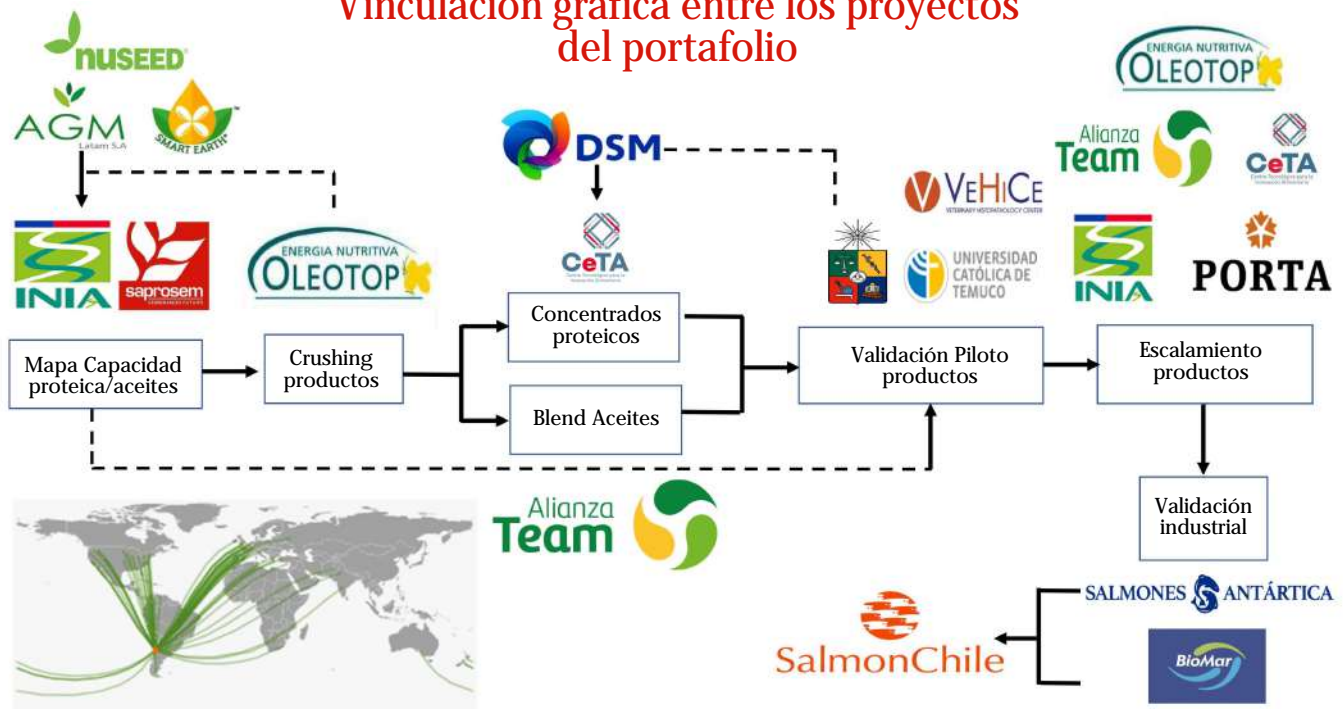 Vinculación gráfica entre los proyectos
del portafolio
nuseed
AGM
Latam S.A
SMART EARTH
DSM
ENERGIA NUTRITIVA
OLEOTOP
Alianza
Team
CeTA
VEHICE
VETERINARY HISTOPATHOLOGY CENTER
INIA
saprosem
ENERGIA NUTRITIVA
OLEOTOP
CeTA
UNIVERSIDAD
CATÓLICA DE
TEMUCO
INIA
PORTA
Mapa Capacidad
proteica/aceites
Crushing
productos
Concentrados
proteicos
Blend Aceites
Validación Piloto
productos
Escalamiento
productos
Alianza
Team
Validación
industrial
SALMONES ANTÁRTICA
SalmonChile
BioMar